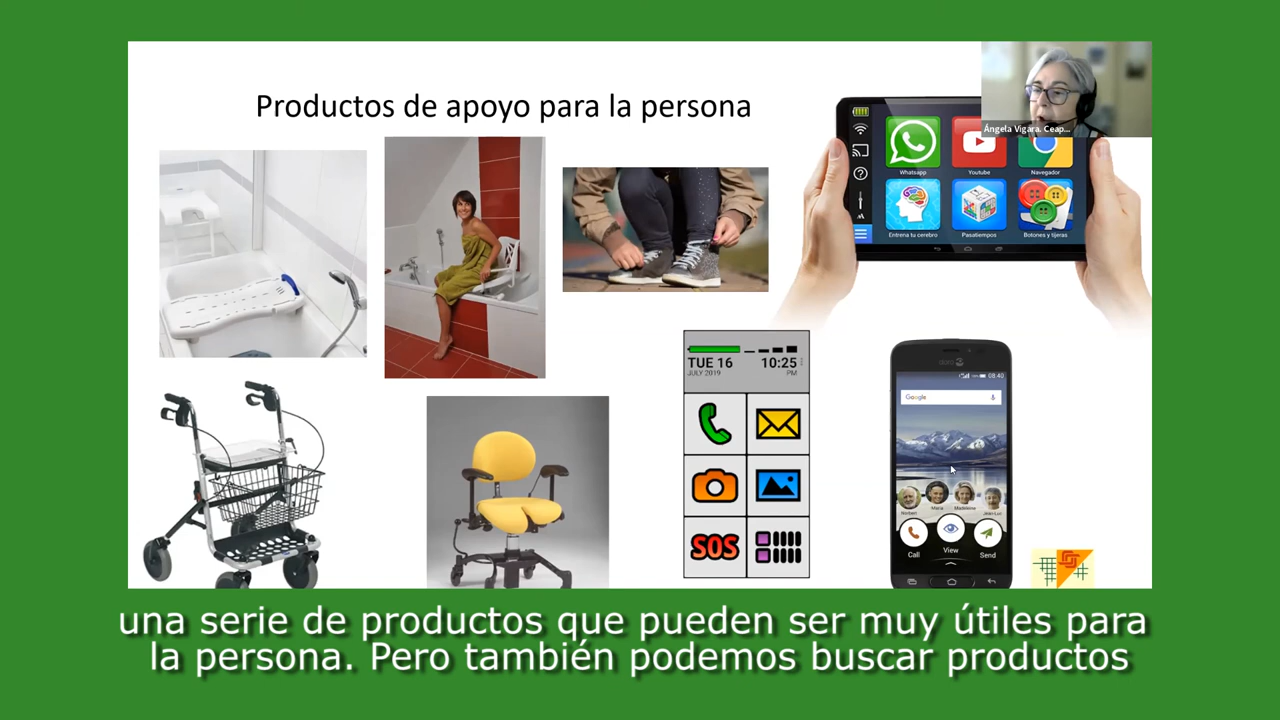 Productos de apoyo para la persona
Ángela Vigara. Ceap...
Whatsapp
Youtube
Navegador
Entrena tu cerebro
Pasatiempos
Botones y tijeras
TUE 16
10:25
JULY 2019
PM
SOS
08:40
Google
Call
View
Send
una serie de productos que pueden ser muy útiles para
la persona. Pero también podemos buscar productos